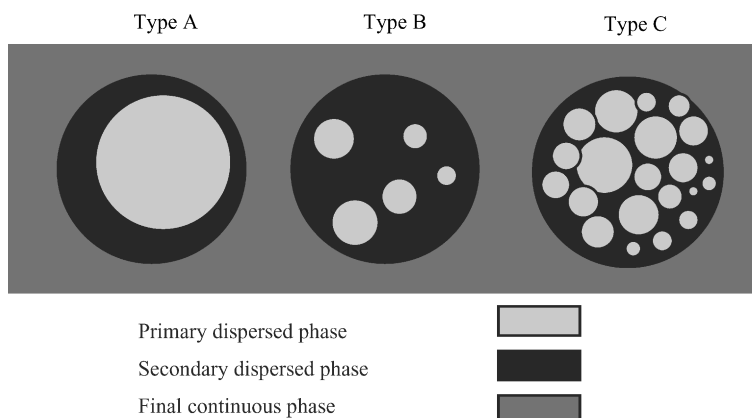 Type A Type B Type C
Primary dispersed phase
Secondary dispersed phase
Final continuous phase